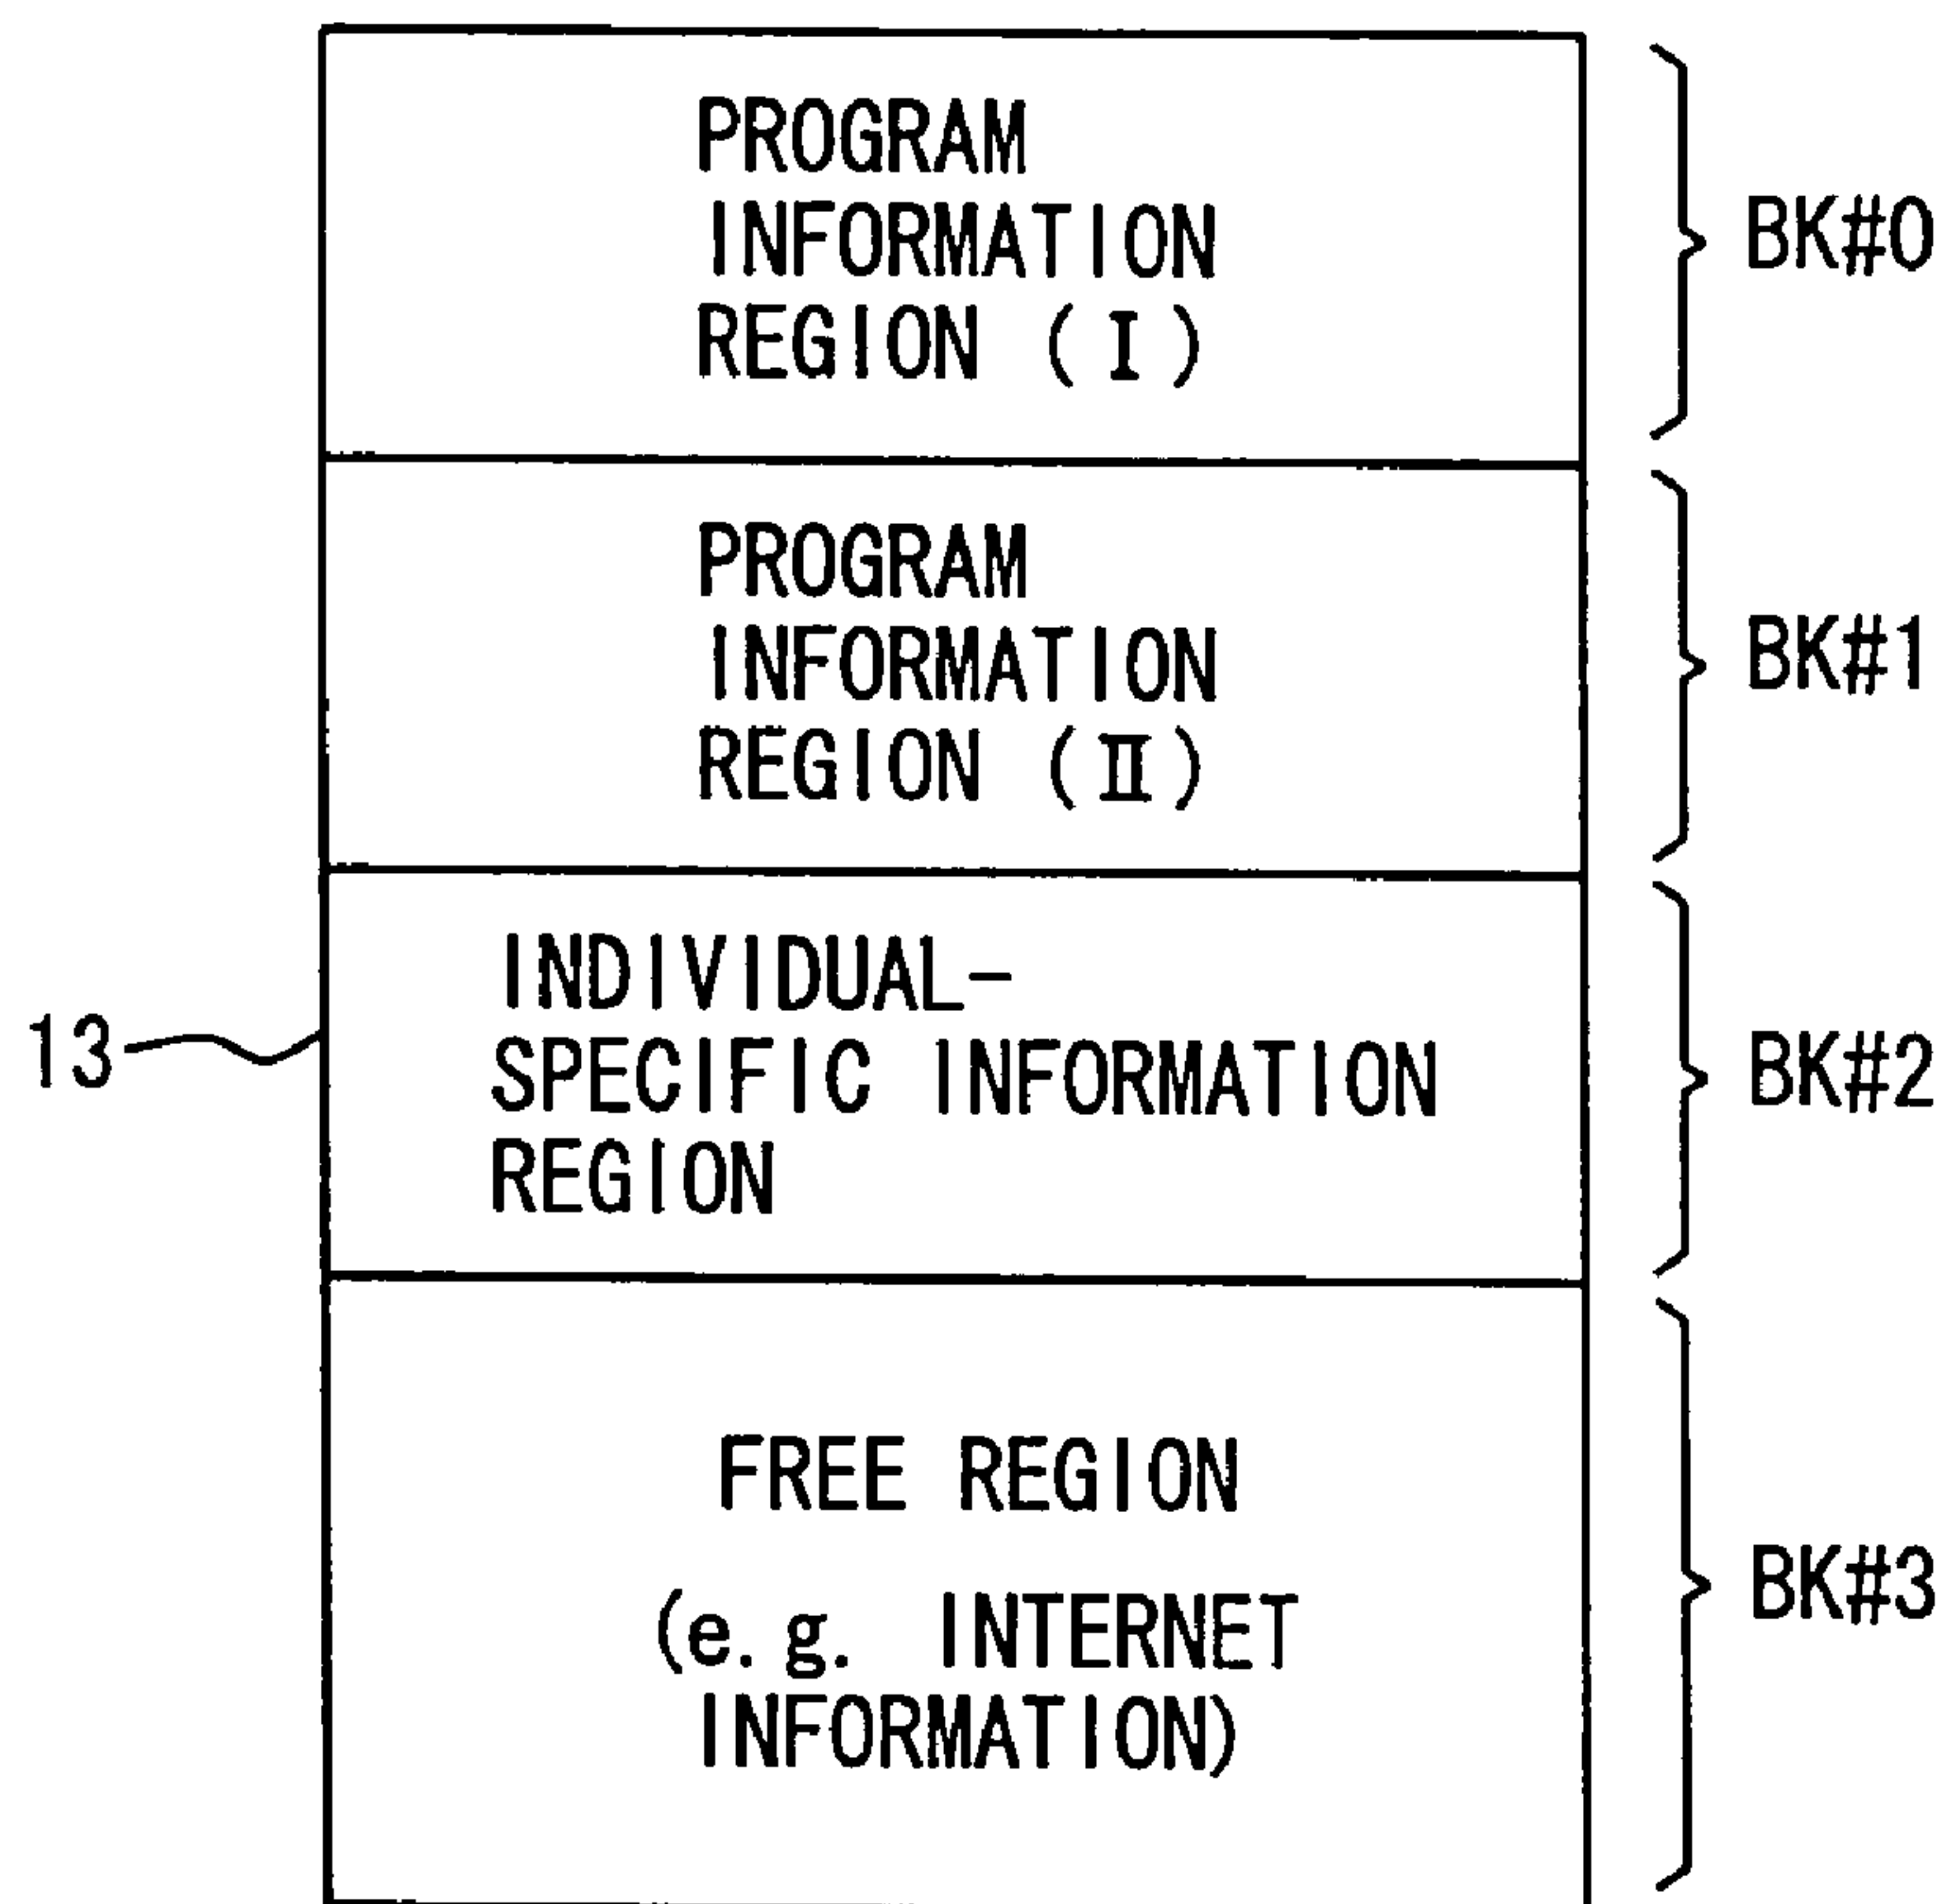 PROGRAM
INFORMATION
REGION (I)
BK#0
PROGRAM
INFORMATION
REGION (II)
BK#1
INDIVIDUAL-
SPECIFIC INFORMATION
REGION
BK#2
13
FREE REGION
(e.g. INTERNET
INFORMATION)
BK#3